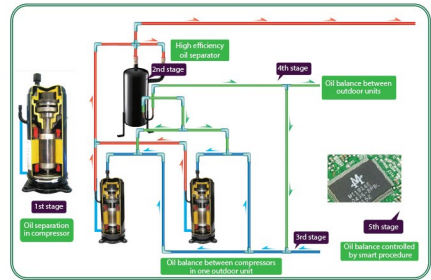 High efficiency
oil separator
2nd stage
4th stage
Oil balance between
outdoor units
1st stage
Oil separation
in compressor
3rd stage
5th stage
Oil balance controlled
by smart procedure
Oil balance between compressors
in one outdoor unit